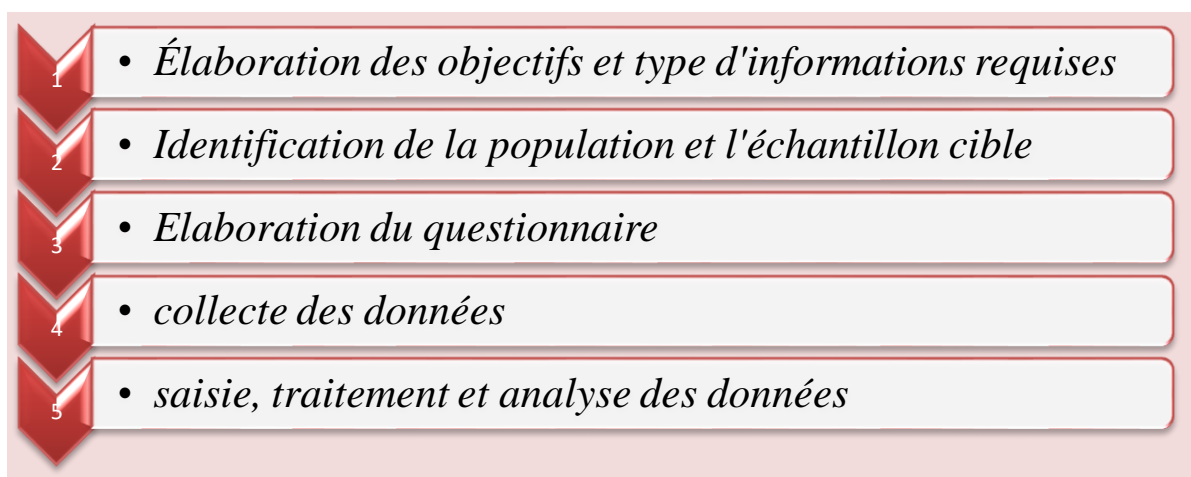 1 • Élaboration des objectifs et type d'informations requises
2 • Identification de la population et l'échantillon cible
3 • Elaboration du questionnaire
4 • collecte des données
5 • saisie, traitement et analyse des données